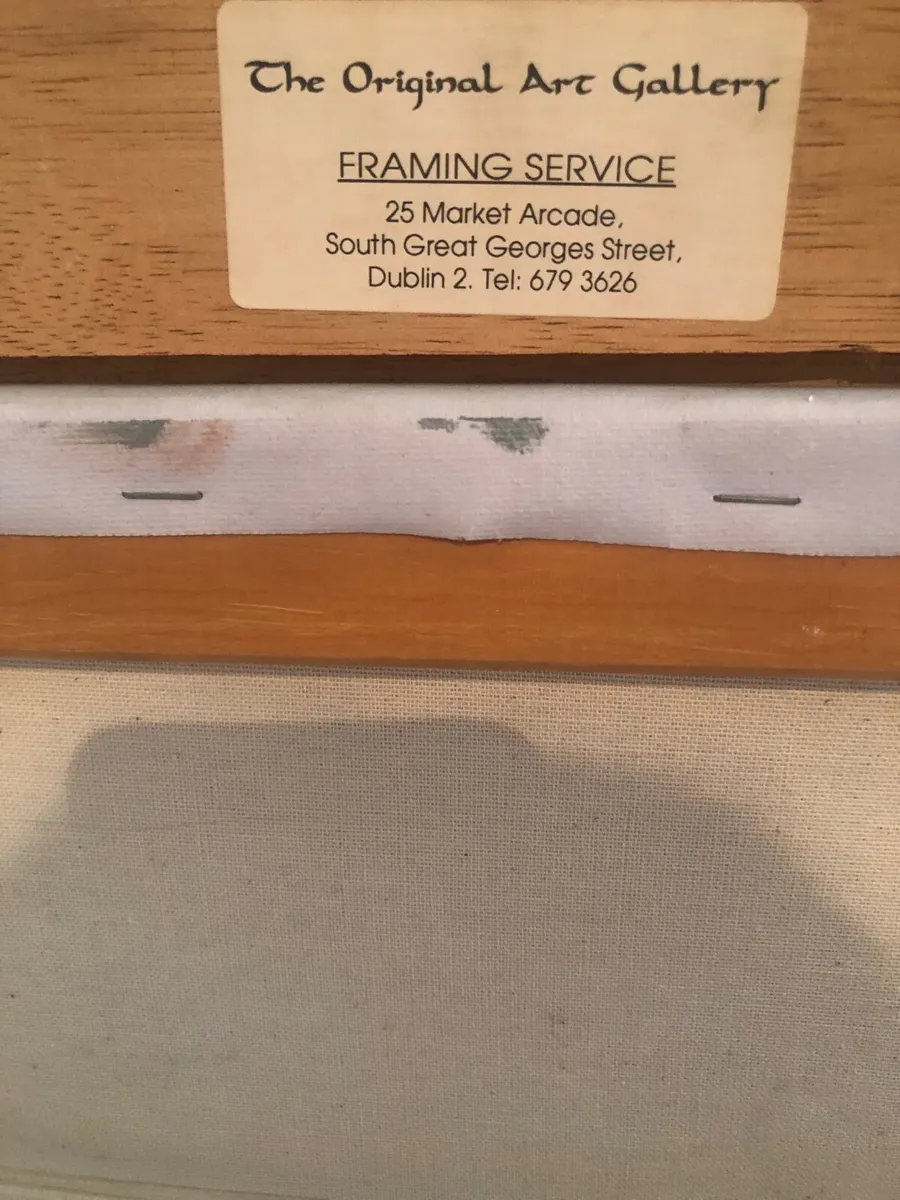 The Original Art Gallery
FRAMING SERVICE
25 Market Arcade,
South Great Georges Street,
Dublin 2. Tel: 679 3626